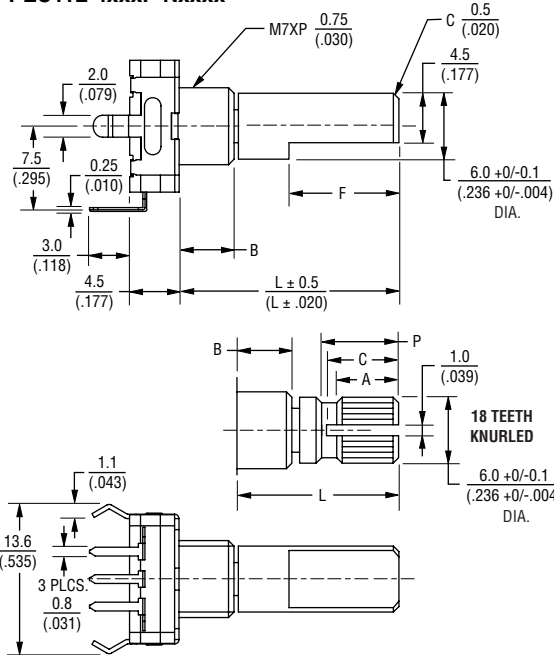 M7XP 0.75
(.030)
C 0.5
(.020)
4.5
(.177)
2.0
(.079)
7.5
(.295)
0.25
(.010)
6.0 +0/-0.1
(.236 +0/-.004)
DIA.
F
B
3.0
(.118)
4.5
(.177)
L ± 0.5
(L ± .020)
B
P
C
A
1.0
(.039)
18 TEETH
KNURLED
6.0 +0/-0.1
(.236 +0/-.004
DIA.
L
1.1
(.043)
13.6
(.535)
3 PLCS.
0.8
(.031)